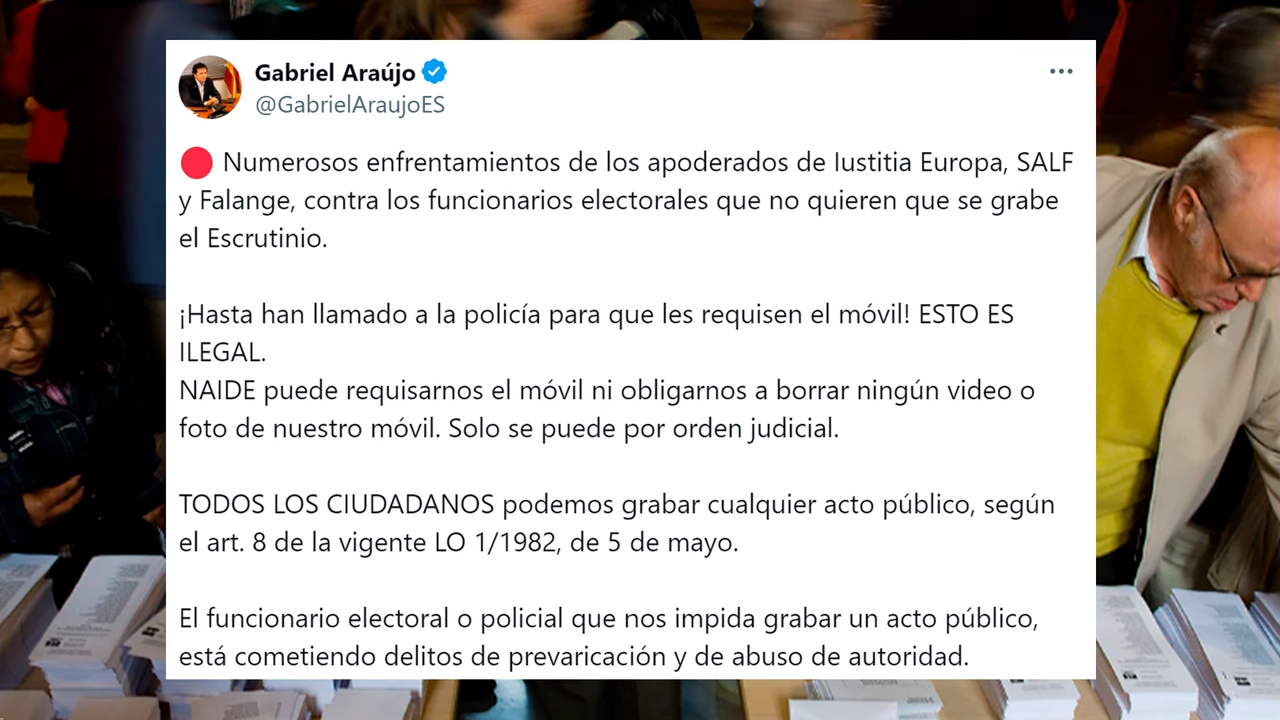 Gabriel Araújo
@GabrielAraujoES
Numerosos enfrentamientos de los apoderados de Iustitia Europa, SALF
y Falange, contra los funcionarios electorales que no quieren que se grabe
el Escrutinio.
¡Hasta han llamado a la policía para que les requisen el móvil! ESTO ES
ILEGAL.
NAIDE puede requisarnos el móvil ni obligarnos a borrar ningún video o
foto de nuestro móvil. Solo se puede por orden judicial.
TODOS LOS CIUDADANOS podemos grabar cualquier acto público, según
el art. 8 de la vigente LO 1/1982, de 5 de mayo.
El funcionario electoral o policial que nos impida grabar un acto público,
está cometiendo delitos de prevaricación y de abuso de autoridad.